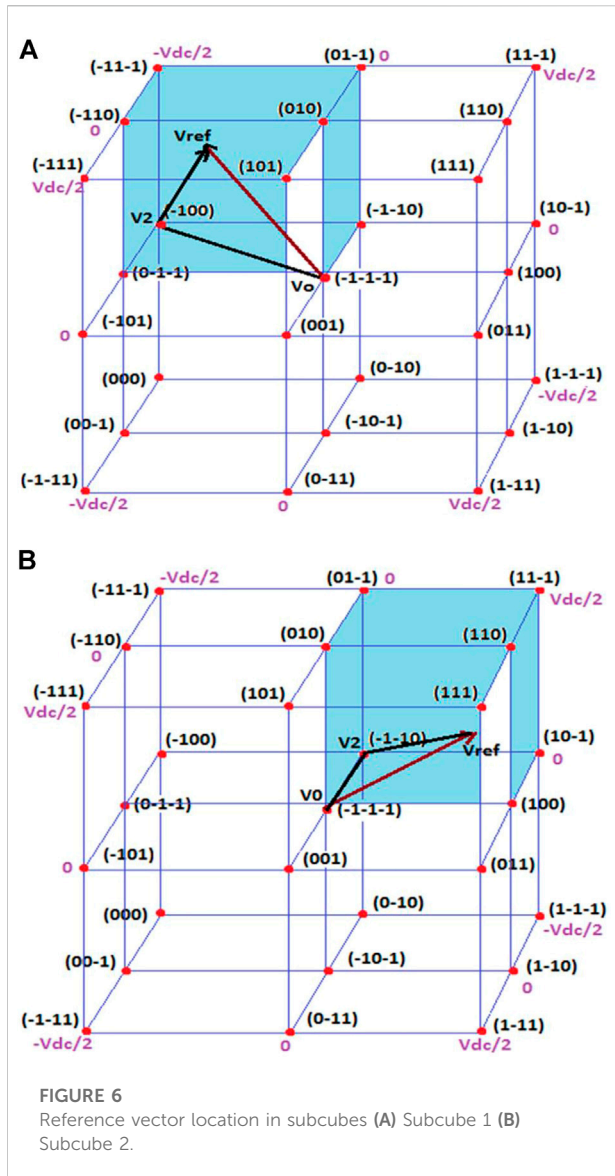 A
-Vdc/2
(-11-1) (01-1) 0 (11-1)
Vdc/2
(-110) (010) (110)
0 Vref
(-111) (101) (111)
Vdc/2
V2 (-100) (-1-10) (10-1)
0
(0-1-1) Vo (-1-1-1) (100)
0 (-101) (001) (011)
(000) (0-10) (1-1-1)
-Vdc/2
(00-1) (-10-1) (1-10)
(-1-11) (0-11) (1-11)
-Vdc/2 0 Vdc/2
B
-Vdc/2 (01-1) 0 (11-1)
(-11-1) Vdc/2
(-110) (010) (110)
0
(-111) (101) (111)
Vdc/2
(-100) V2 (-1-10) Vref (10-1)
0
(0-1-1) V0 (-1-1-1) (100)
0 (-101) (001) (011)
(000) (0-10) (1-1-1)
-Vdc/2
(00-1) (-10-1) (1-10)
0
(-1-11) (0-11) (1-11)
-Vdc/2 0 Vdc/2
FIGURE 6
Reference vector location in subcubes (A) Subcube 1 (B)
Subcube 2.